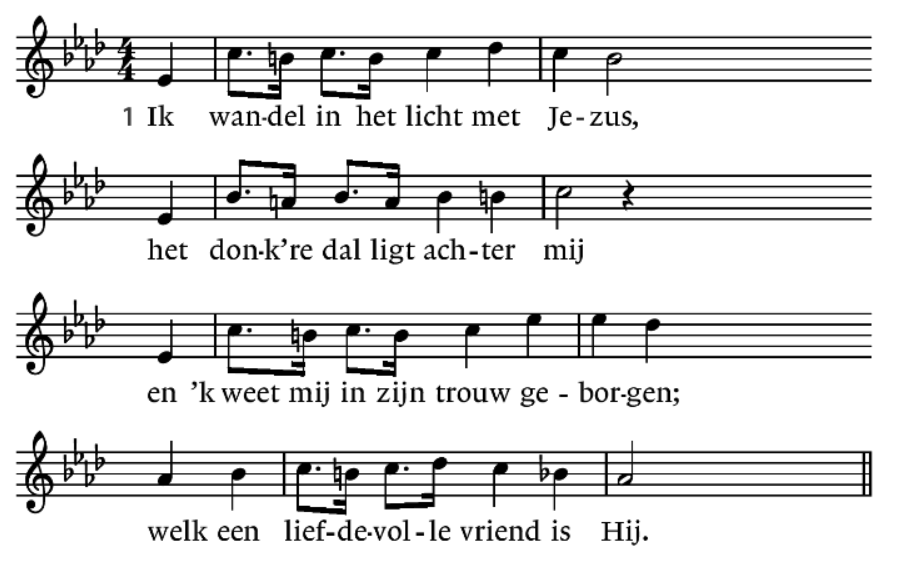 1 Ik wan-del in het licht met Je-zus,
het don-k’re dal ligt ach-ter mij
en ’k weet mij in zijn trouw ge-bor-gen;
welk een lief-de-vol-le vriend is Hij.